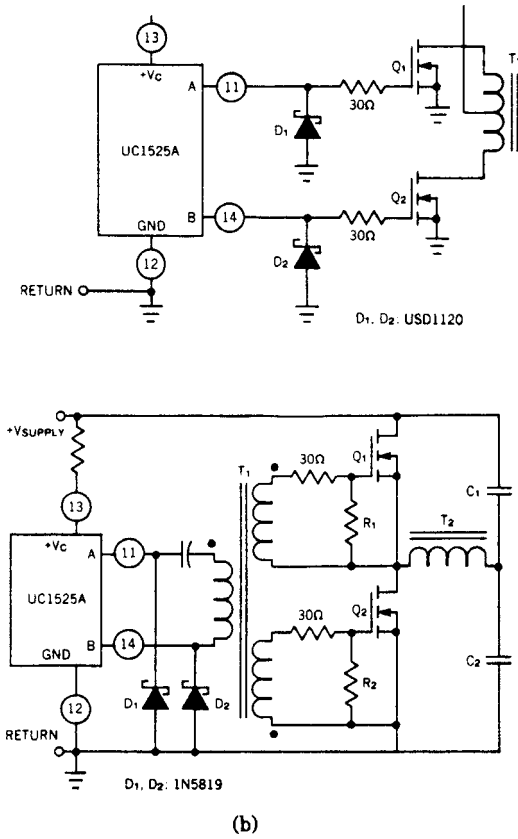 13
+VC
A
11
UC1525A
B
14
GND
12
RETURN
D1
30Ω
Q1
D2
30Ω
Q2
D1, D2: USD1120
+VSUPPLY
13
+VC
A
11
UC1525A
B
14
GND
12
RETURN
D1
D2
T1
30Ω
Q1
R1
T2
C1
30Ω
Q2
R2
C2
D1, D2: 1N5819
(b)